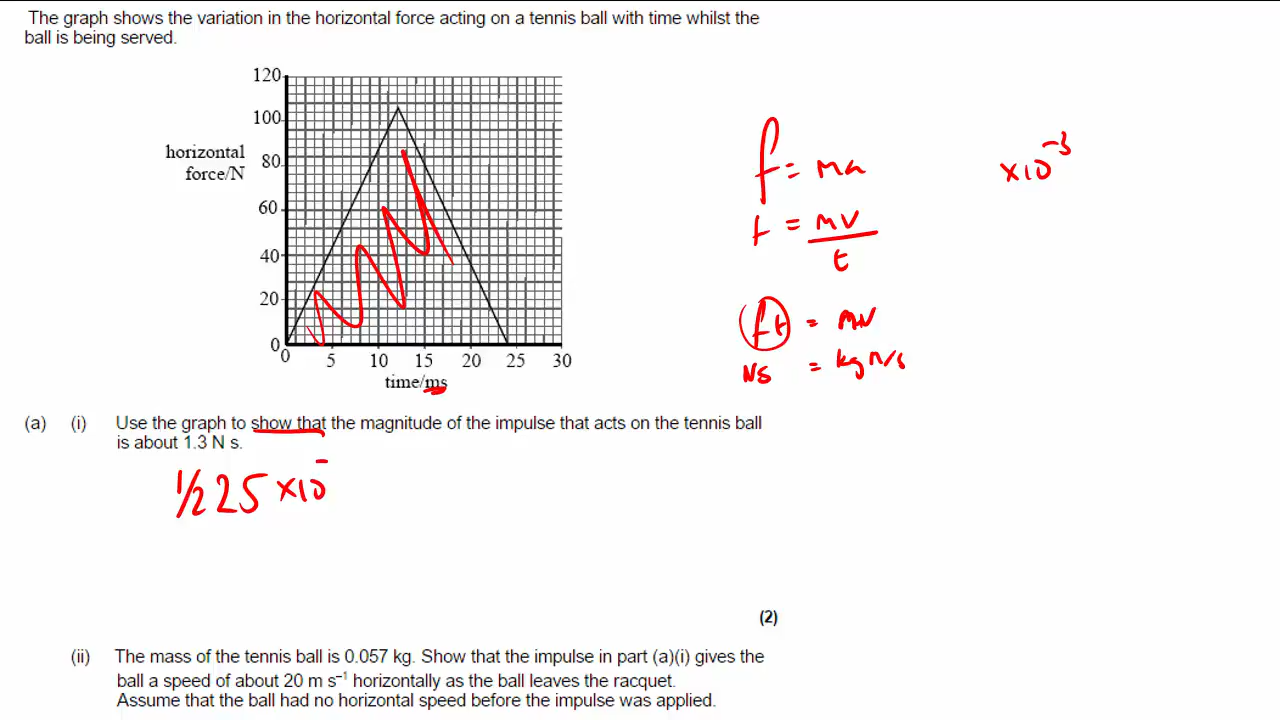 The graph shows the variation in the horizontal force acting on a tennis ball with time whilst the
ball is being served.
120
100
horizontal
force/N
80
60
40
20
0
0 5 10 15 20 25 30
time/ms
f = ma
×10⁻³
f = mv/t
(ft) = mv
Ns = kg m/s
(a) (i) Use the graph to show that the magnitude of the impulse that acts on the tennis ball
is about 1.3 N s.
1/2 25 ×10⁻
(2)
(ii) The mass of the tennis ball is 0.057 kg. Show that the impulse in part (a)(i) gives the
ball a speed of about 20 m s⁻¹ horizontally as the ball leaves the racquet.
Assume that the ball had no horizontal speed before the impulse was applied.